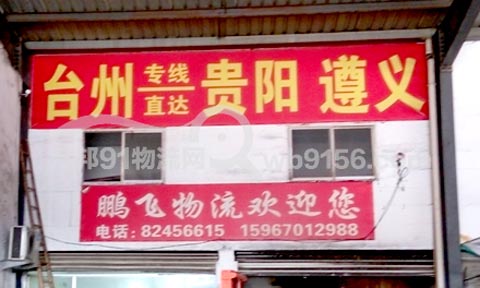 台州 专线直达 贵阳 遵义
鹏飞物流欢迎您
电话：82456615 15967012988